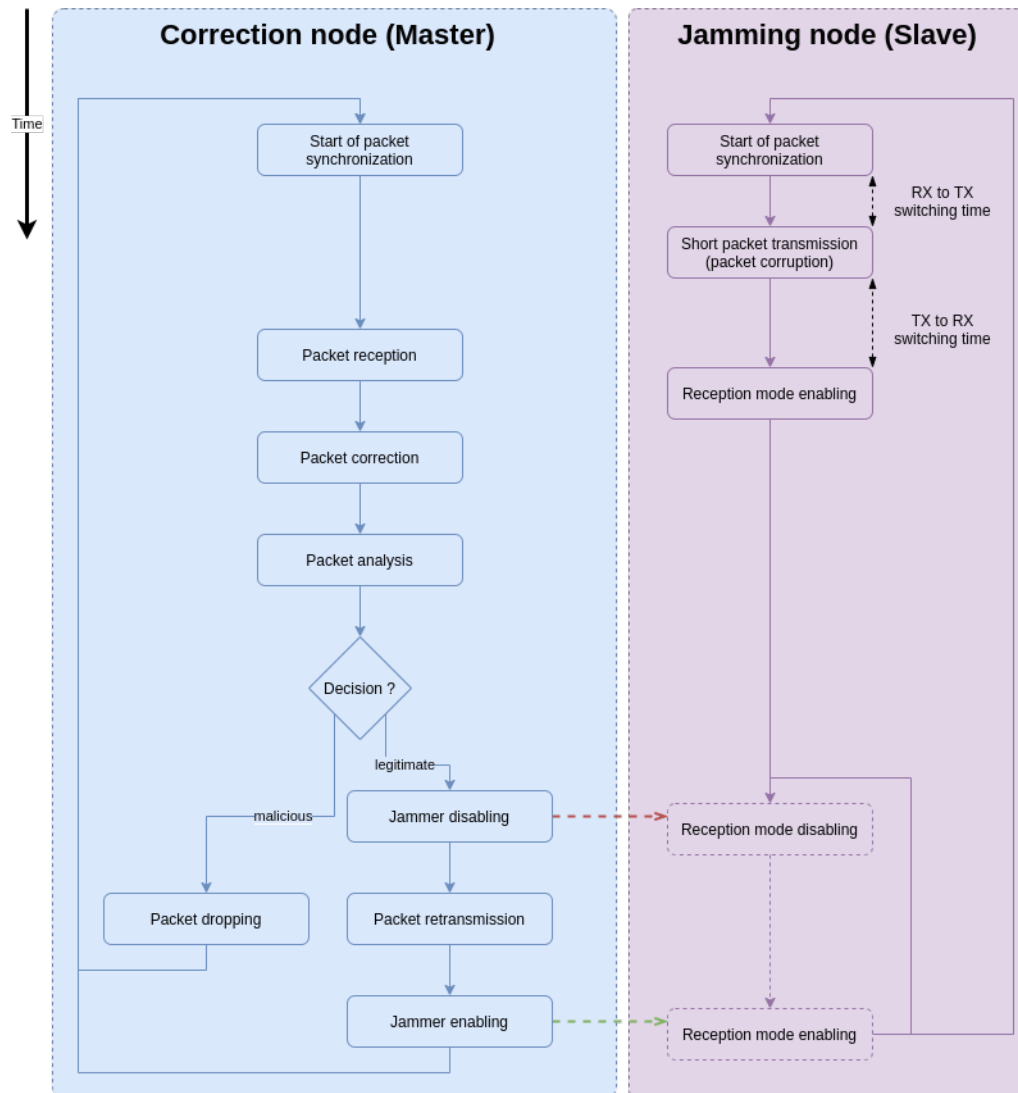 Correction node (Master)
Jamming node (Slave)
Time
Start of packet
synchronization
Start of packet
synchronization
RX to TX
switching time
Short packet transmission
(packet corruption)
TX to RX
switching time
Packet reception
Reception mode enabling
Packet correction
Packet analysis
Decision ?
legitimate
malicious
Jammer disabling
Reception mode disabling
Packet dropping
Packet retransmission
Jammer enabling
Reception mode enabling